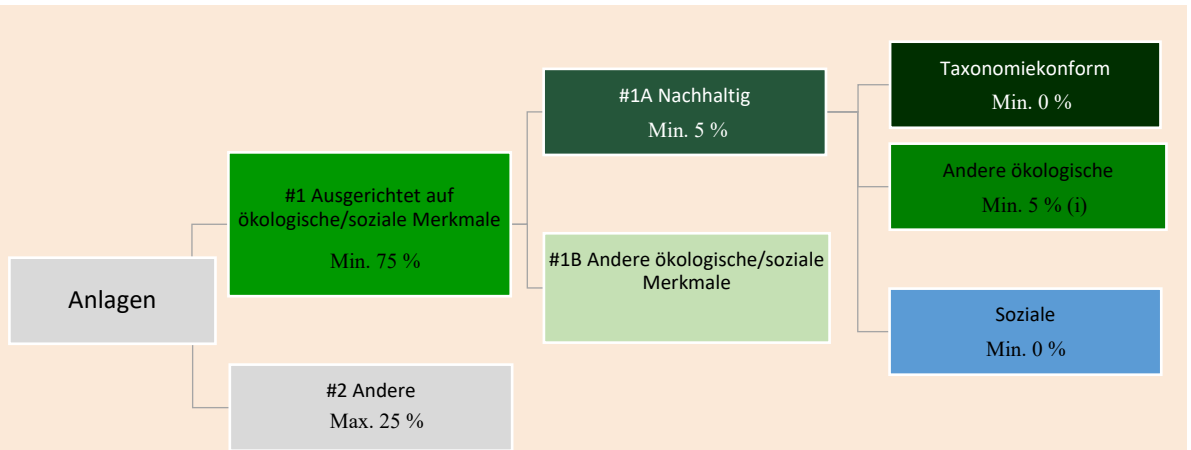 Anlagen
#1 Ausgerichtet auf
ökologische/soziale Merkmale
Min. 75 %
#2 Andere
Max. 25 %
#1A Nachhaltig
Min. 5 %
#1B Andere ökologische/soziale
Merkmale
Taxonomiekonform
Min. 0 %
Andere ökologische
Min. 5 % (i)
Soziale
Min. 0 %